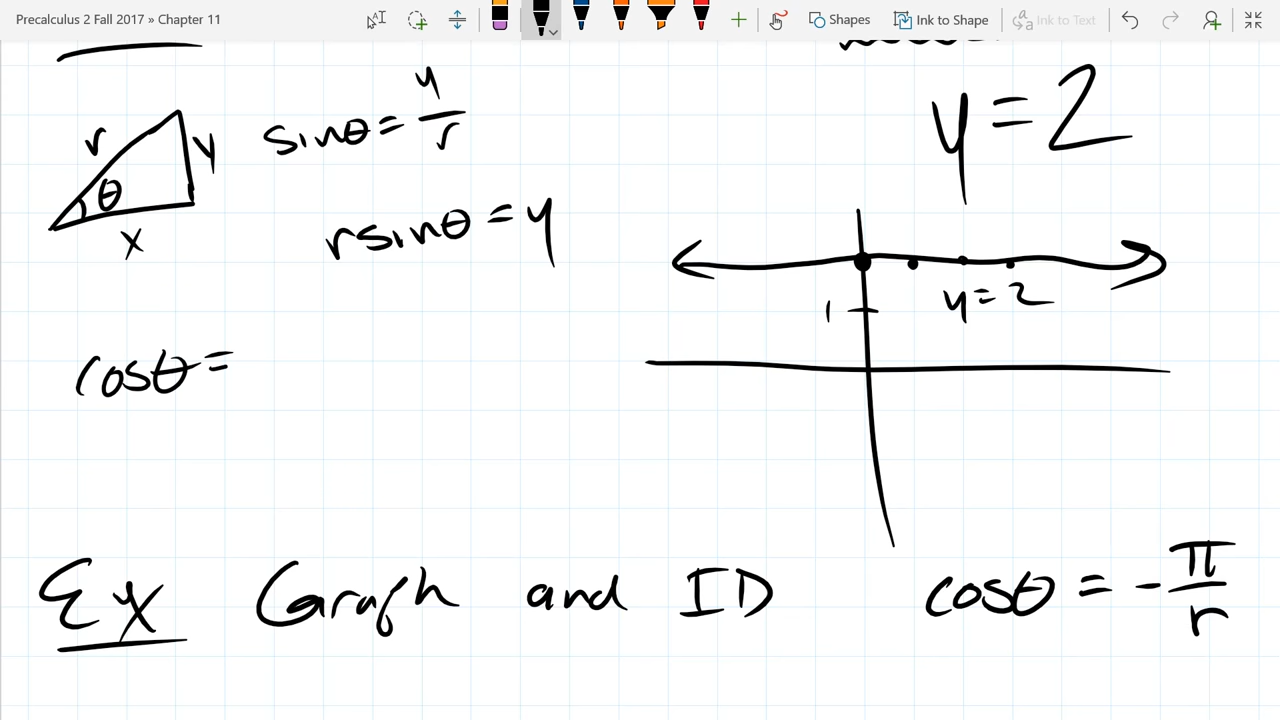 Precalculus 2 Fall 2017 » Chapter 11
Shapes
Ink to Shape
Ink to Text
y = 2
r
y
θ
x
sinθ = y/r
rsinθ = y
1
y = 2
cosθ =
Ex Graph and ID cosθ = -π/r